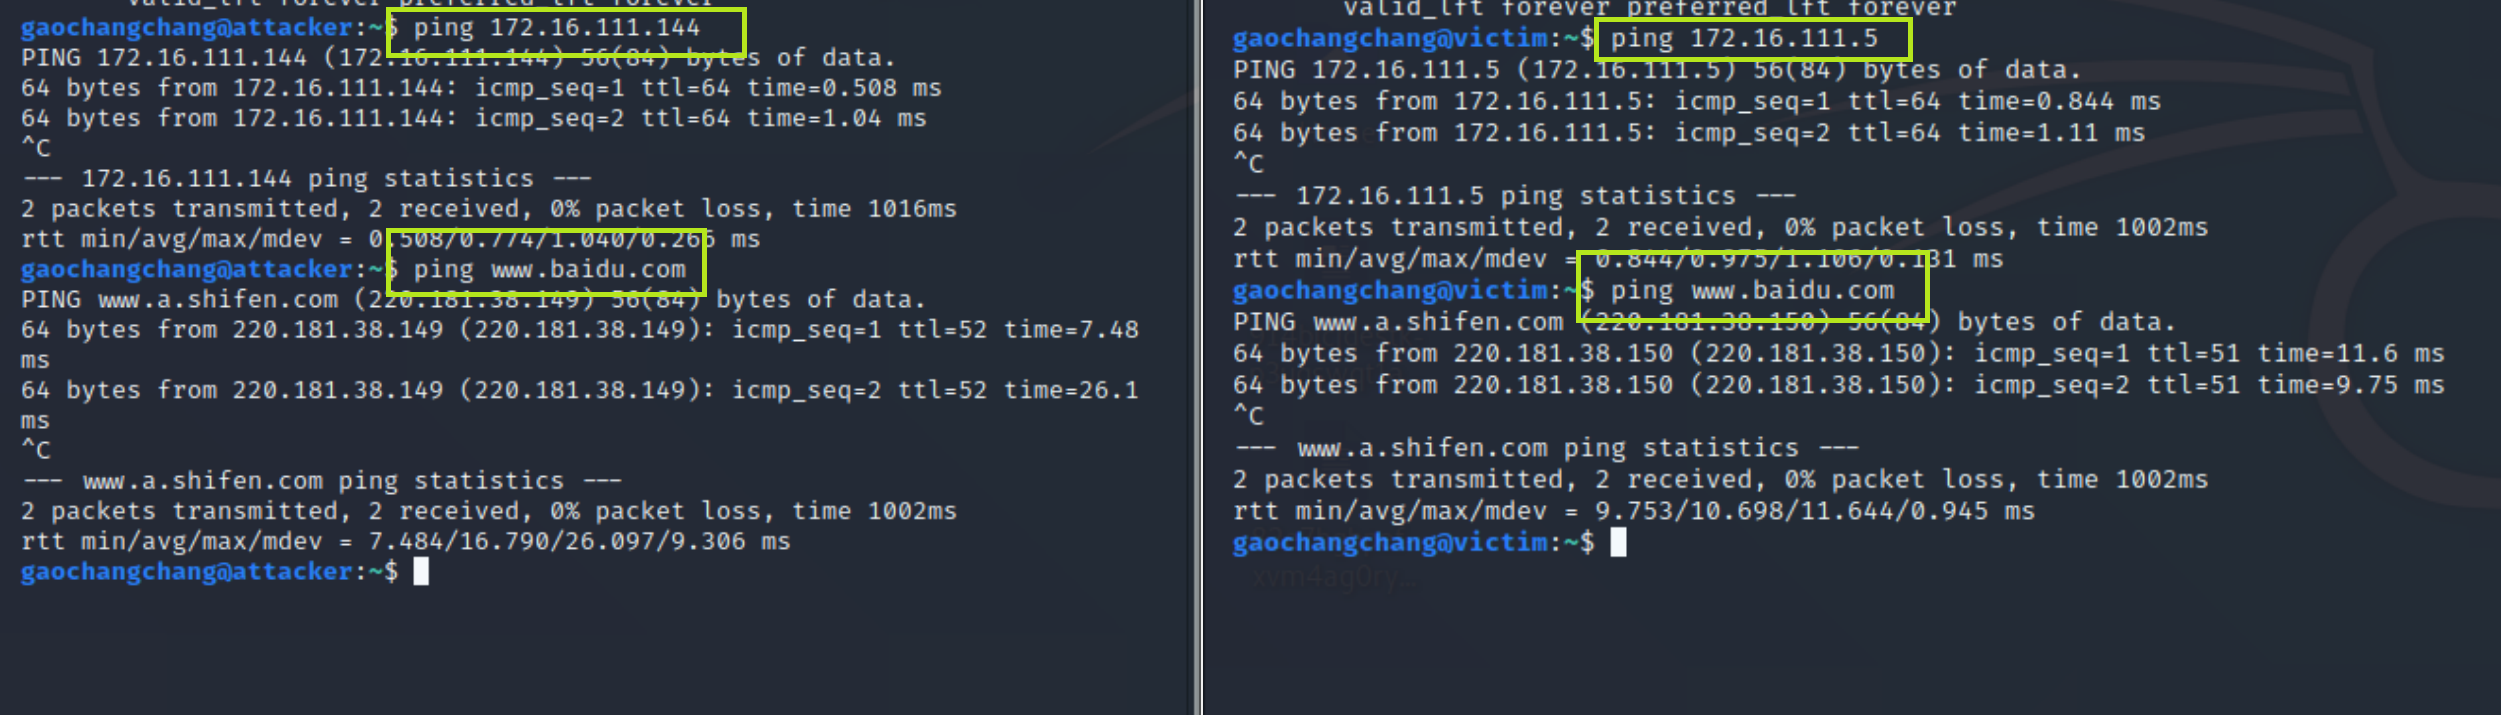 valid_lft forever preferred_lft forever
gaochangchang@attacker:~$ ping 172.16.111.144
PING 172.16.111.144 (172.16.111.144) 56(84) bytes of data.
64 bytes from 172.16.111.144: icmp_seq=1 ttl=64 time=0.508 ms
64 bytes from 172.16.111.144: icmp_seq=2 ttl=64 time=1.04 ms
^C
--- 172.16.111.144 ping statistics ---
2 packets transmitted, 2 received, 0% packet loss, time 1016ms
rtt min/avg/max/mdev = 0.508/0.774/1.040/0.266 ms
gaochangchang@attacker:~$ ping www.baidu.com
PING www.a.shifen.com (220.181.38.149) 56(84) bytes of data.
64 bytes from 220.181.38.149 (220.181.38.149): icmp_seq=1 ttl=52 time=7.48
ms
64 bytes from 220.181.38.149 (220.181.38.149): icmp_seq=2 ttl=52 time=26.1
ms
^C
--- www.a.shifen.com ping statistics ---
2 packets transmitted, 2 received, 0% packet loss, time 1002ms
rtt min/avg/max/mdev = 7.484/16.790/26.097/9.306 ms
gaochangchang@attacker:~$
valid_lft forever preferred_lft forever
gaochangchang@victim:~$ ping 172.16.111.5
PING 172.16.111.5 (172.16.111.5) 56(84) bytes of data.
64 bytes from 172.16.111.5: icmp_seq=1 ttl=64 time=0.844 ms
64 bytes from 172.16.111.5: icmp_seq=2 ttl=64 time=1.11 ms
^C
--- 172.16.111.5 ping statistics ---
2 packets transmitted, 2 received, 0% packet loss, time 1002ms
rtt min/avg/max/mdev = 0.844/0.975/1.106/0.131 ms
gaochangchang@victim:~$ ping www.baidu.com
PING www.a.shifen.com (220.181.38.150) 56(84) bytes of data.
64 bytes from 220.181.38.150 (220.181.38.150): icmp_seq=1 ttl=51 time=11.6 ms
64 bytes from 220.181.38.150 (220.181.38.150): icmp_seq=2 ttl=51 time=9.75 ms
^C
--- www.a.shifen.com ping statistics ---
2 packets transmitted, 2 received, 0% packet loss, time 1002ms
rtt min/avg/max/mdev = 9.753/10.698/11.644/0.945 ms
gaochangchang@victim:~$